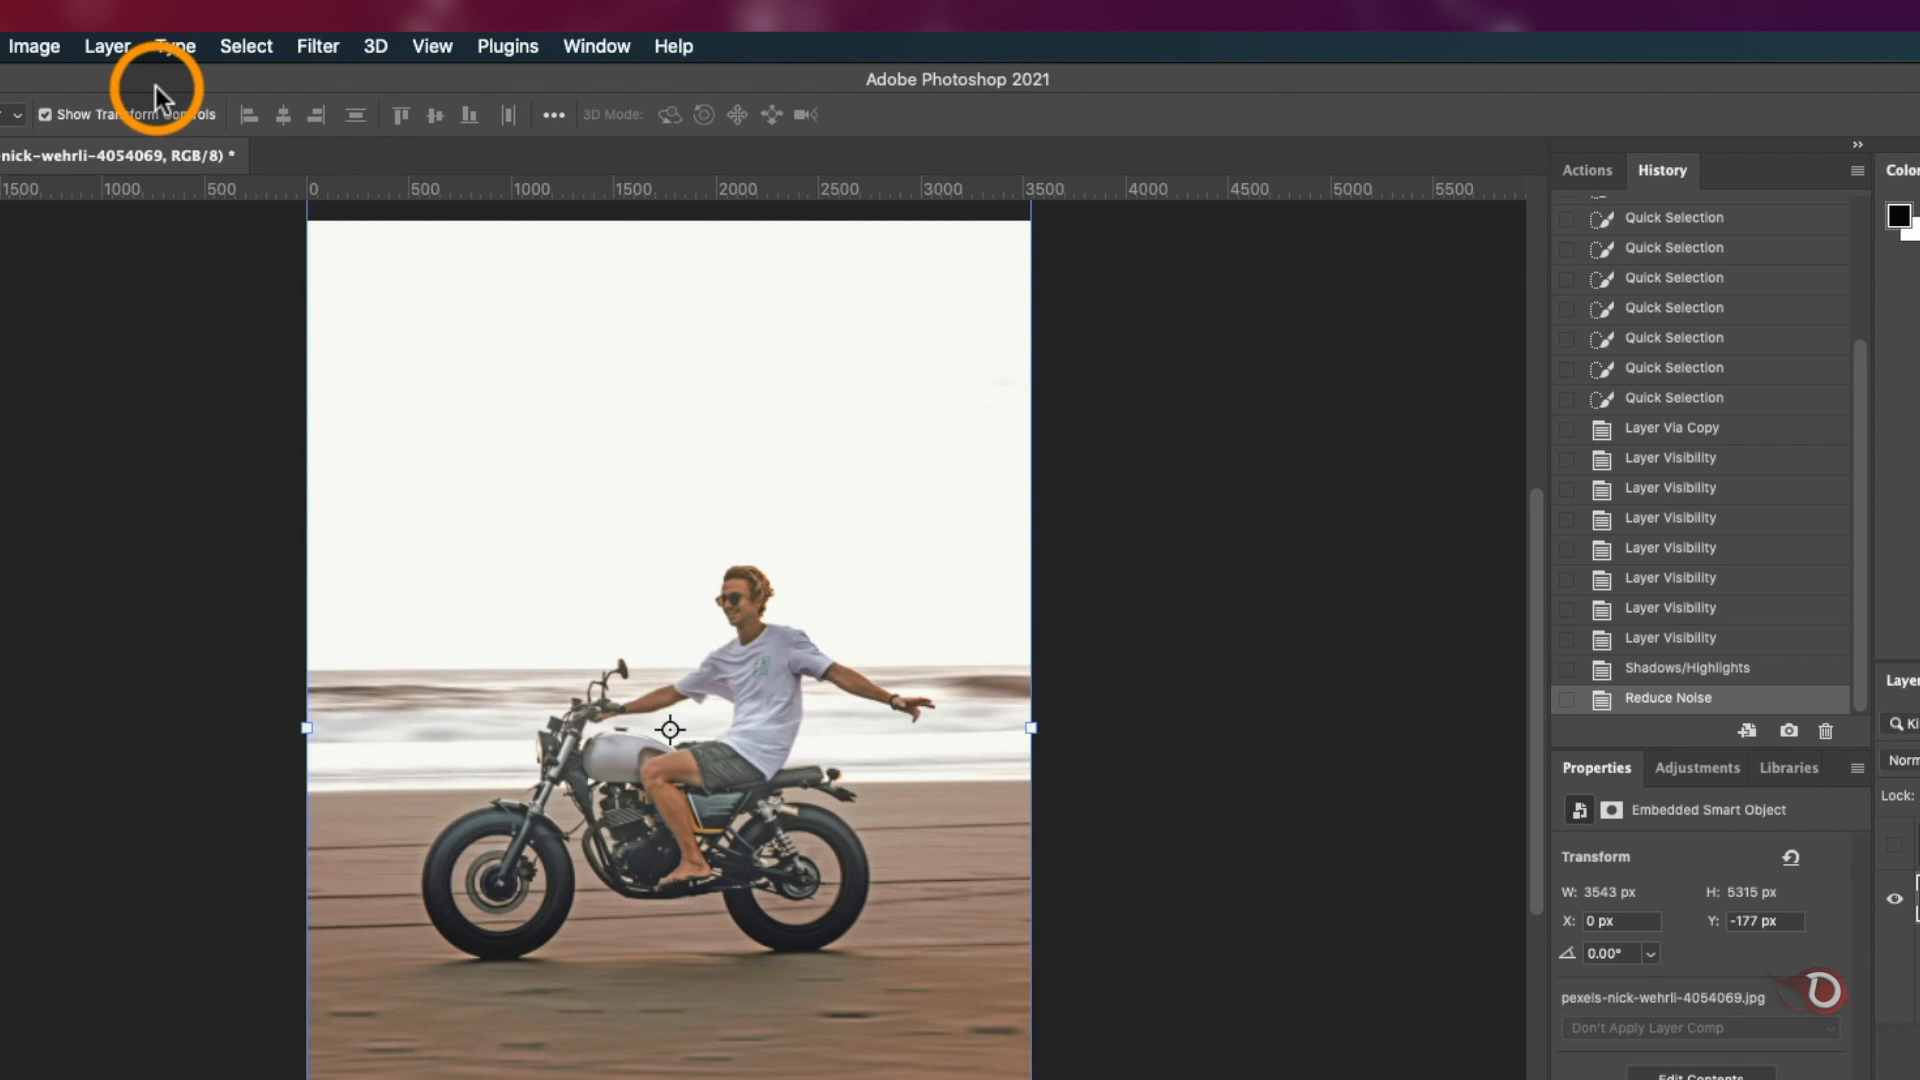 Image Layer Type Select Filter 3D View Plugins Window Help
Adobe Photoshop 2021
Show Transform Controls
3D Mode:
nick-wehrli-4054069, RGB/8) *
1500 1000 500 0 500 1000 1500 2000 2500 3000 3500 4000 4500 5000 5500
Actions History
Quick Selection
Quick Selection
Quick Selection
Quick Selection
Quick Selection
Quick Selection
Quick Selection
Layer Via Copy
Layer Visibility
Layer Visibility
Layer Visibility
Layer Visibility
Layer Visibility
Layer Visibility
Layer Visibility
Shadows/Highlights
Reduce Noise
Properties Adjustments Libraries
Embedded Smart Object
Transform
W: 3543 px H: 5315 px
X: 0 px Y: -177 px
0.00°
pexels-nick-wehrli-4054069.jpg
Don't Apply Layer Comp
Edit Contents
Color
Layer
Ki
Norm
Lock: